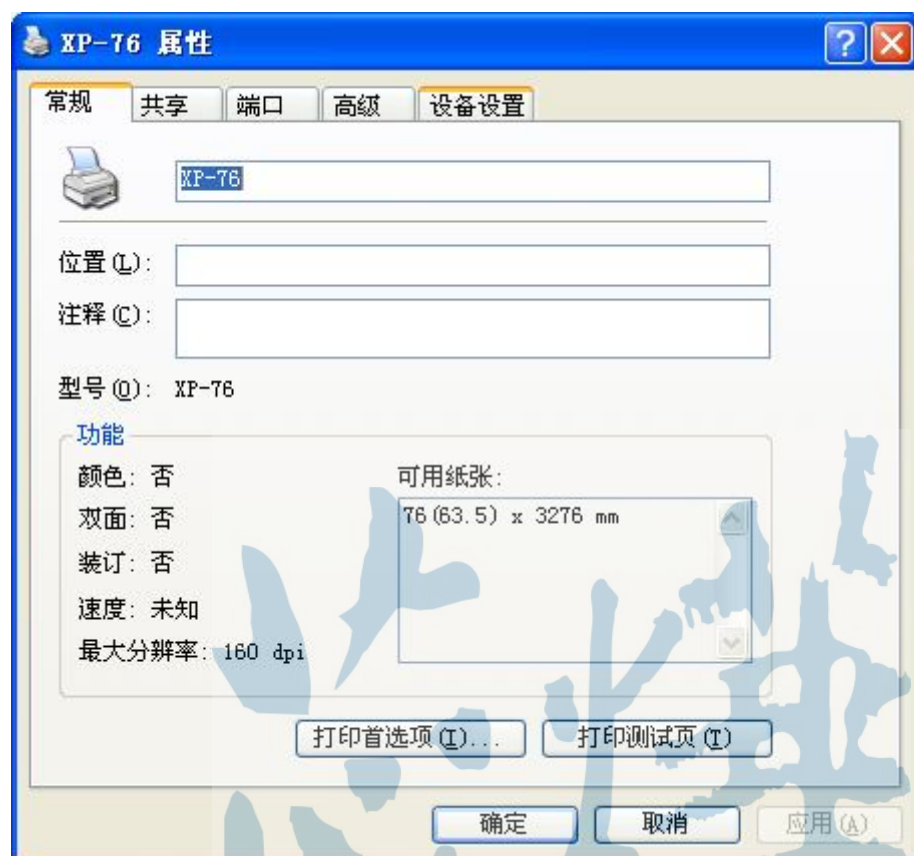 XP-76 属性
常规 共享 端口 高级 设备设置
XP-76
位置(L):
注释(C):
型号(O): XP-76
功能
颜色: 否 可用纸张:
双面: 否 76(63.5) x 3276 mm
装订: 否
速度: 未知
最大分辨率: 160 dpi
打印首选项(I)... 打印测试页(T)
确定 取消 应用(A)